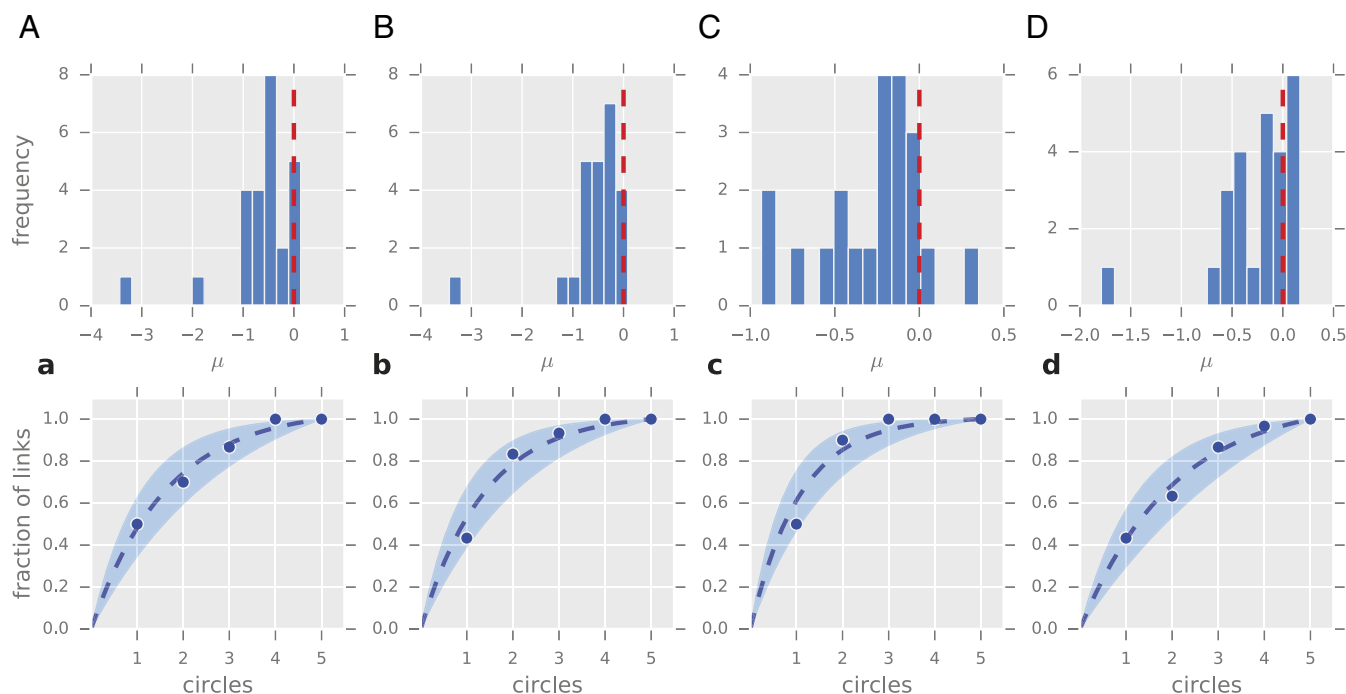 A B C D
8 8 4 6
6 6 3
4
frequency
4 4 2
2
2 2 1
0 0 0 0
−4 −3 −2 −1 0 1 −4 −3 −2 −1 0 1 −1.0 −0.5 0.0 0.5 −2.0 −1.5 −1.0 −0.5 0.0 0.5
μ μ μ μ
a b c d
1.0 1.0 1.0 1.0
0.8 0.8 0.8 0.8
0.6 0.6 0.6 0.6
fraction of links
0.4 0.4 0.4 0.4
0.2 0.2 0.2 0.2
0.0 0.0 0.0 0.0
1 2 3 4 5 1 2 3 4 5 1 2 3 4 5 1 2 3 4 5
circles circles circles circles